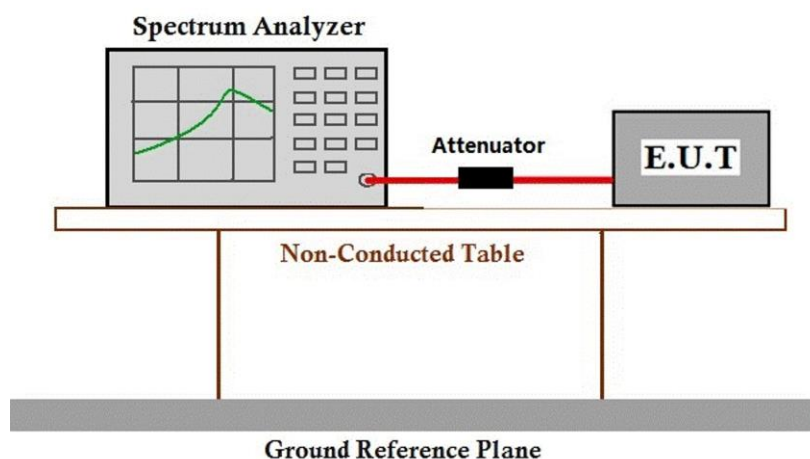 Spectrum Analyzer
Attenuator
E.U.T
Non-Conducted Table
Ground Reference Plane